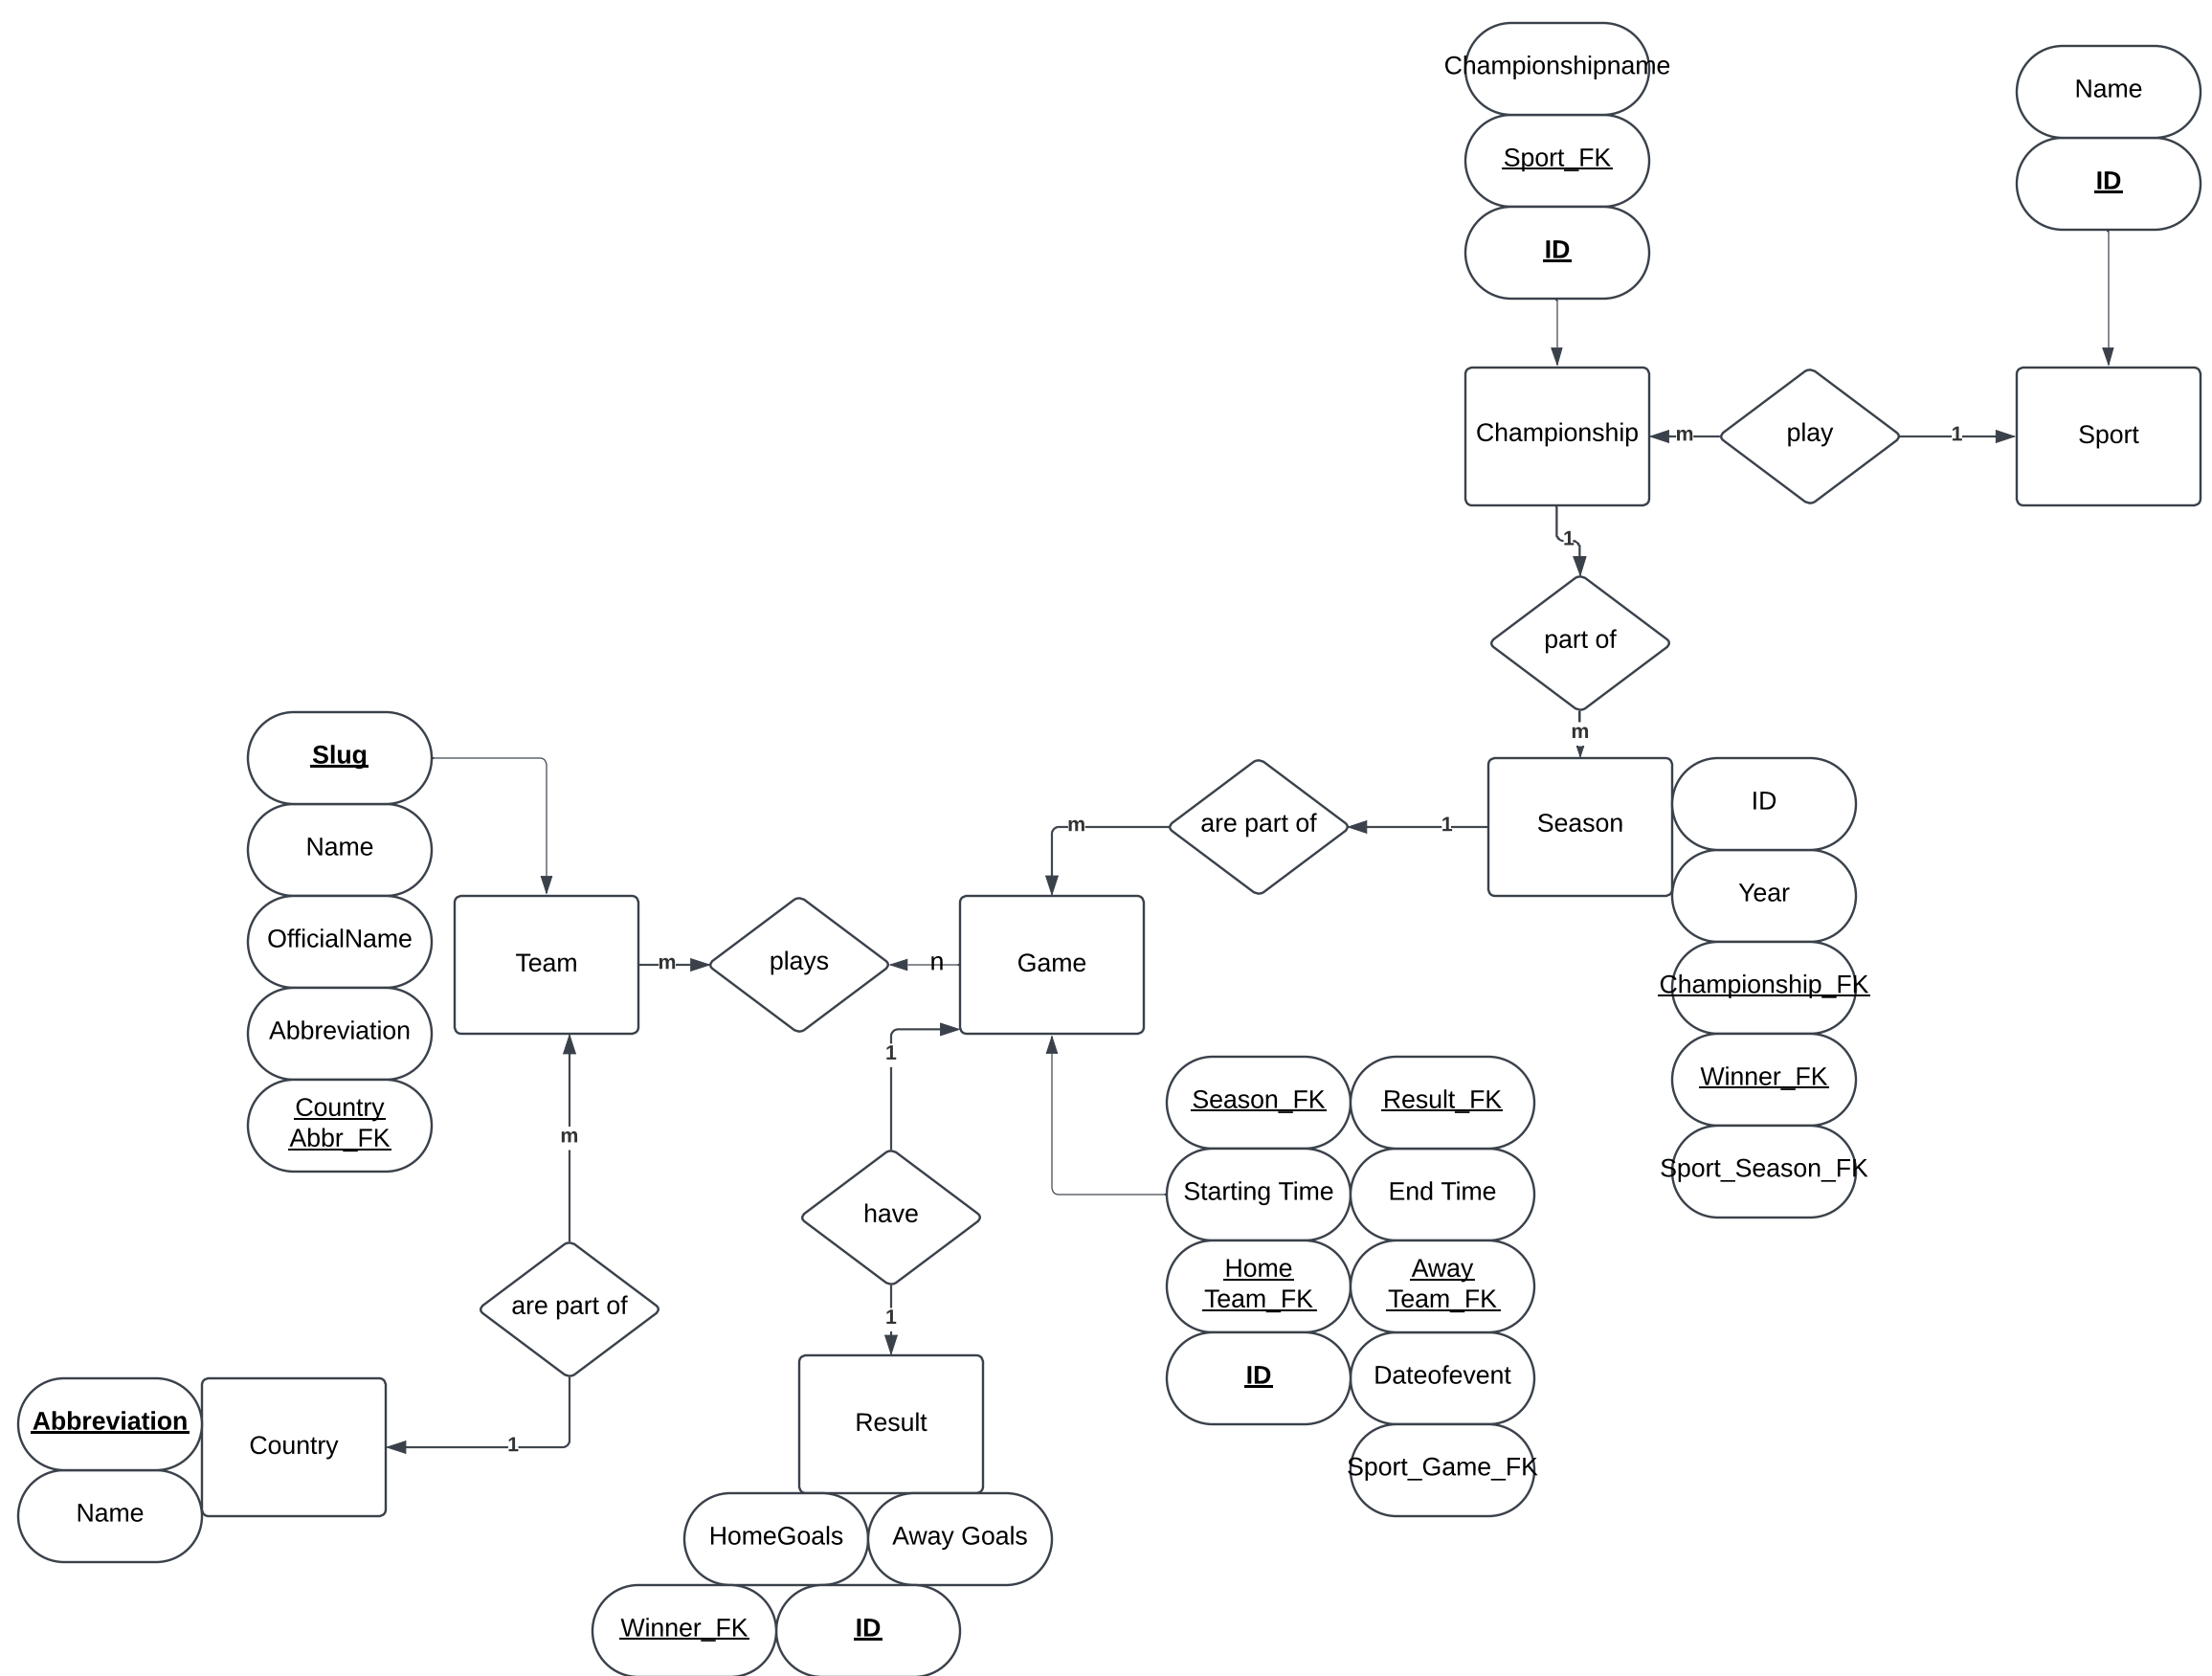 Championshipname
Name
Sport_FK
ID
ID
Championship
m
play
1
Sport
1
part of
m
Slug
Name
OfficialName
Abbreviation
Country
Abbr_FK
m
are part of
1
Season
ID
Year
Championship_FK
Winner_FK
Sport_Season_FK
Team
m
plays
n
Game
1
have
1
Season_FK
Result_FK
Starting Time
End Time
Home
Team_FK
Away
Team_FK
ID
Dateofevent
Sport_Game_FK
m
are part of
1
Abbreviation
Name
Country
Result
HomeGoals
Away Goals
Winner_FK
ID